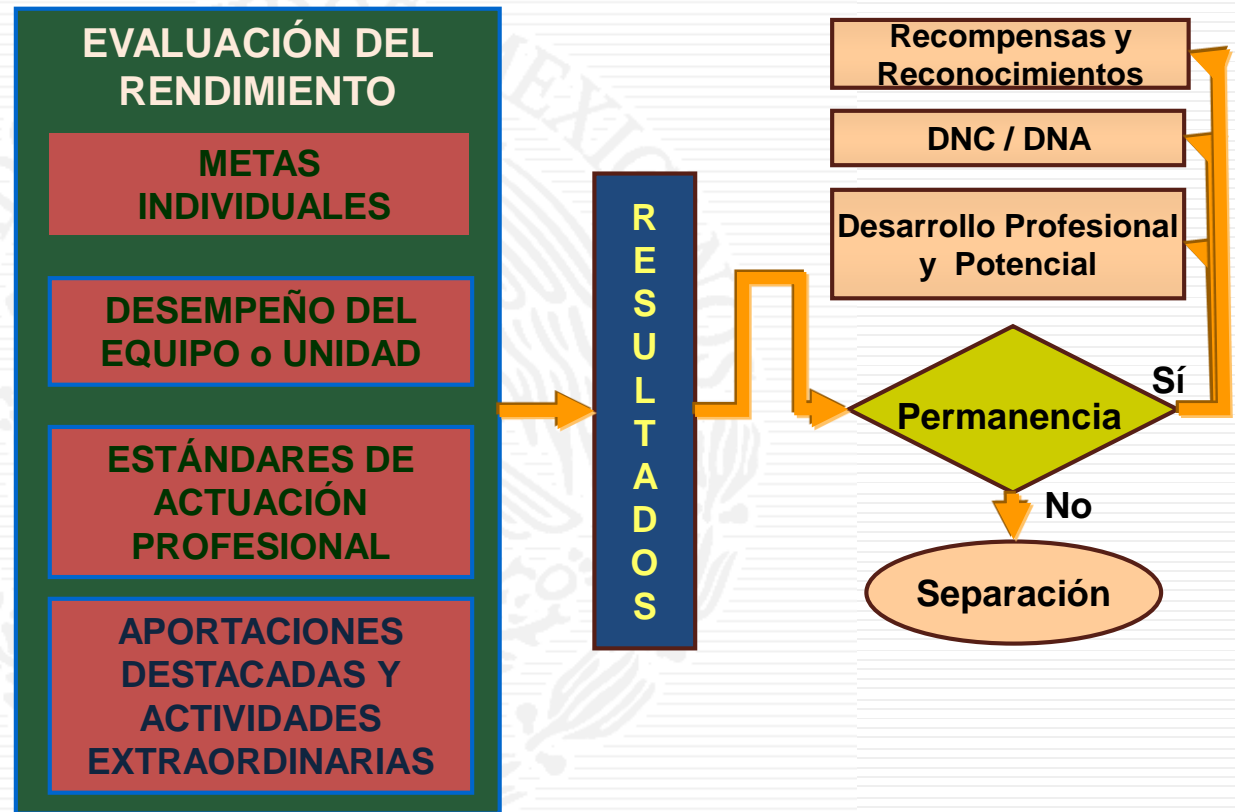 EVALUACIÓN DEL
RENDIMIENTO
METAS
INDIVIDUALES
DESEMPEÑO DEL
EQUIPO o UNIDAD
ESTÁNDARES DE
ACTUACIÓN
PROFESIONAL
APORTACIONES
DESTACADAS Y
ACTIVIDADES
EXTRAORDINARIAS
R
E
S
U
L
T
A
D
O
S
Recompensas y
Reconocimientos
DNC / DNA
Desarrollo Profesional
y Potencial
Sí
Permanencia
No
Separación